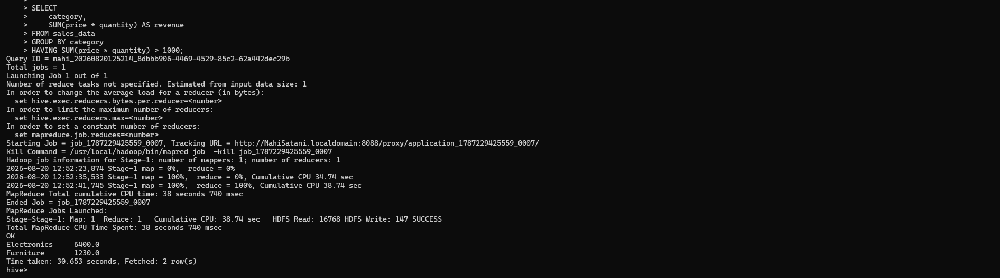 >
> SELECT
>     category,
>     SUM(price * quantity) AS revenue
> FROM sales_data
> GROUP BY category
> HAVING SUM(price * quantity) > 1000;
Query ID = mahi_20260820125214_8dbbb906-4469-4529-85c2-62a442dec29b
Total jobs = 1
Launching Job 1 out of 1
Number of reduce tasks not specified. Estimated from input data size: 1
In order to change the average load for a reducer (in bytes):
  set hive.exec.reducers.bytes.per.reducer=<number>
In order to limit the maximum number of reducers:
  set hive.exec.reducers.max=<number>
In order to set a constant number of reducers:
  set mapreduce.job.reduces=<number>
Starting Job = job_1787229425559_0007, Tracking URL = http://MahiSatani.localdomain:8088/proxy/application_1787229425559_0007/
Kill Command = /usr/local/hadoop/bin/mapred job  -kill job_1787229425559_0007
Hadoop job information for Stage-1: number of mappers: 1; number of reducers: 1
2026-08-20 12:52:23,874 Stage-1 map = 0%,  reduce = 0%
2026-08-20 12:52:35,533 Stage-1 map = 100%,  reduce = 0%, Cumulative CPU 34.74 sec
2026-08-20 12:52:41,745 Stage-1 map = 100%,  reduce = 100%, Cumulative CPU 38.74 sec
MapReduce Total cumulative CPU time: 38 seconds 740 msec
Ended Job = job_1787229425559_0007
MapReduce Jobs Launched:
Stage-Stage-1: Map: 1  Reduce: 1   Cumulative CPU: 38.74 sec   HDFS Read: 16768 HDFS Write: 147 SUCCESS
Total MapReduce CPU Time Spent: 38 seconds 740 msec
OK
Electronics     6400.0
Furniture       1230.0
Time taken: 30.653 seconds, Fetched: 2 row(s)
hive>